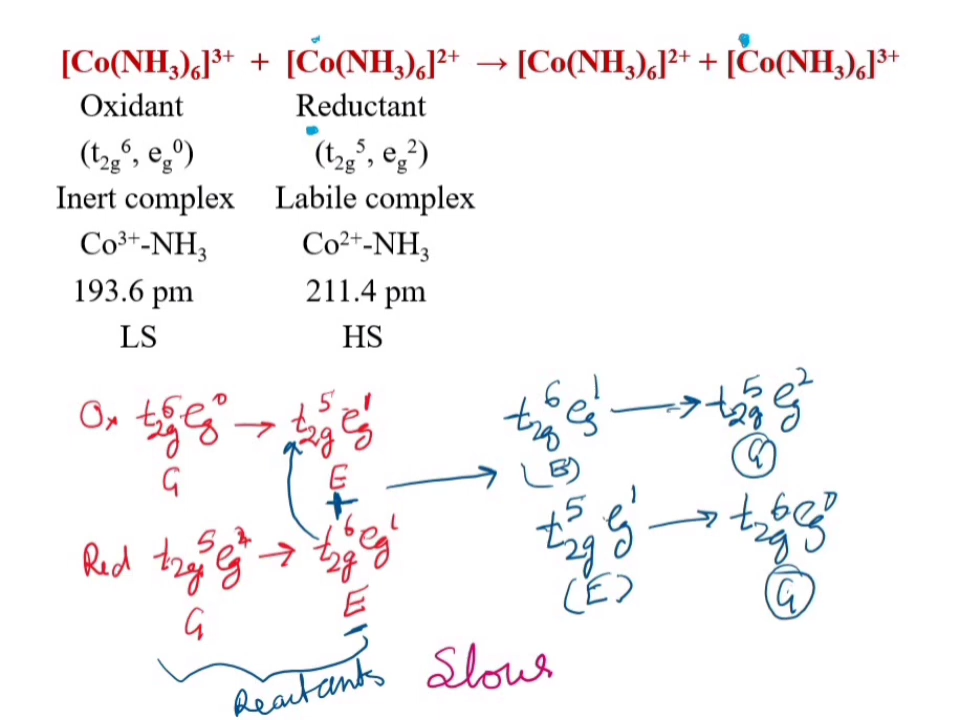 [Co(NH₃)₆]³⁺ + [Co(NH₃)₆]²⁺ → [Co(NH₃)₆]²⁺ + [Co(NH₃)₆]³⁺
Oxidant Reductant
(t₂g⁶, eg⁰) (t₂g⁵, eg²)
Inert complex Labile complex
Co³⁺-NH₃ Co²⁺-NH₃
193.6 pm 211.4 pm
LS HS
Ox t₂g⁶ eg⁰ → t₂g⁵ eg¹
G E
+
Red t₂g⁵ eg² → t₂g⁶ eg¹
G E
Reactants
→ t₂g⁶ eg¹ → t₂g⁵ eg²
(E) G
t₂g⁵ eg¹ → t₂g⁶ eg⁰
(E) G
Slow